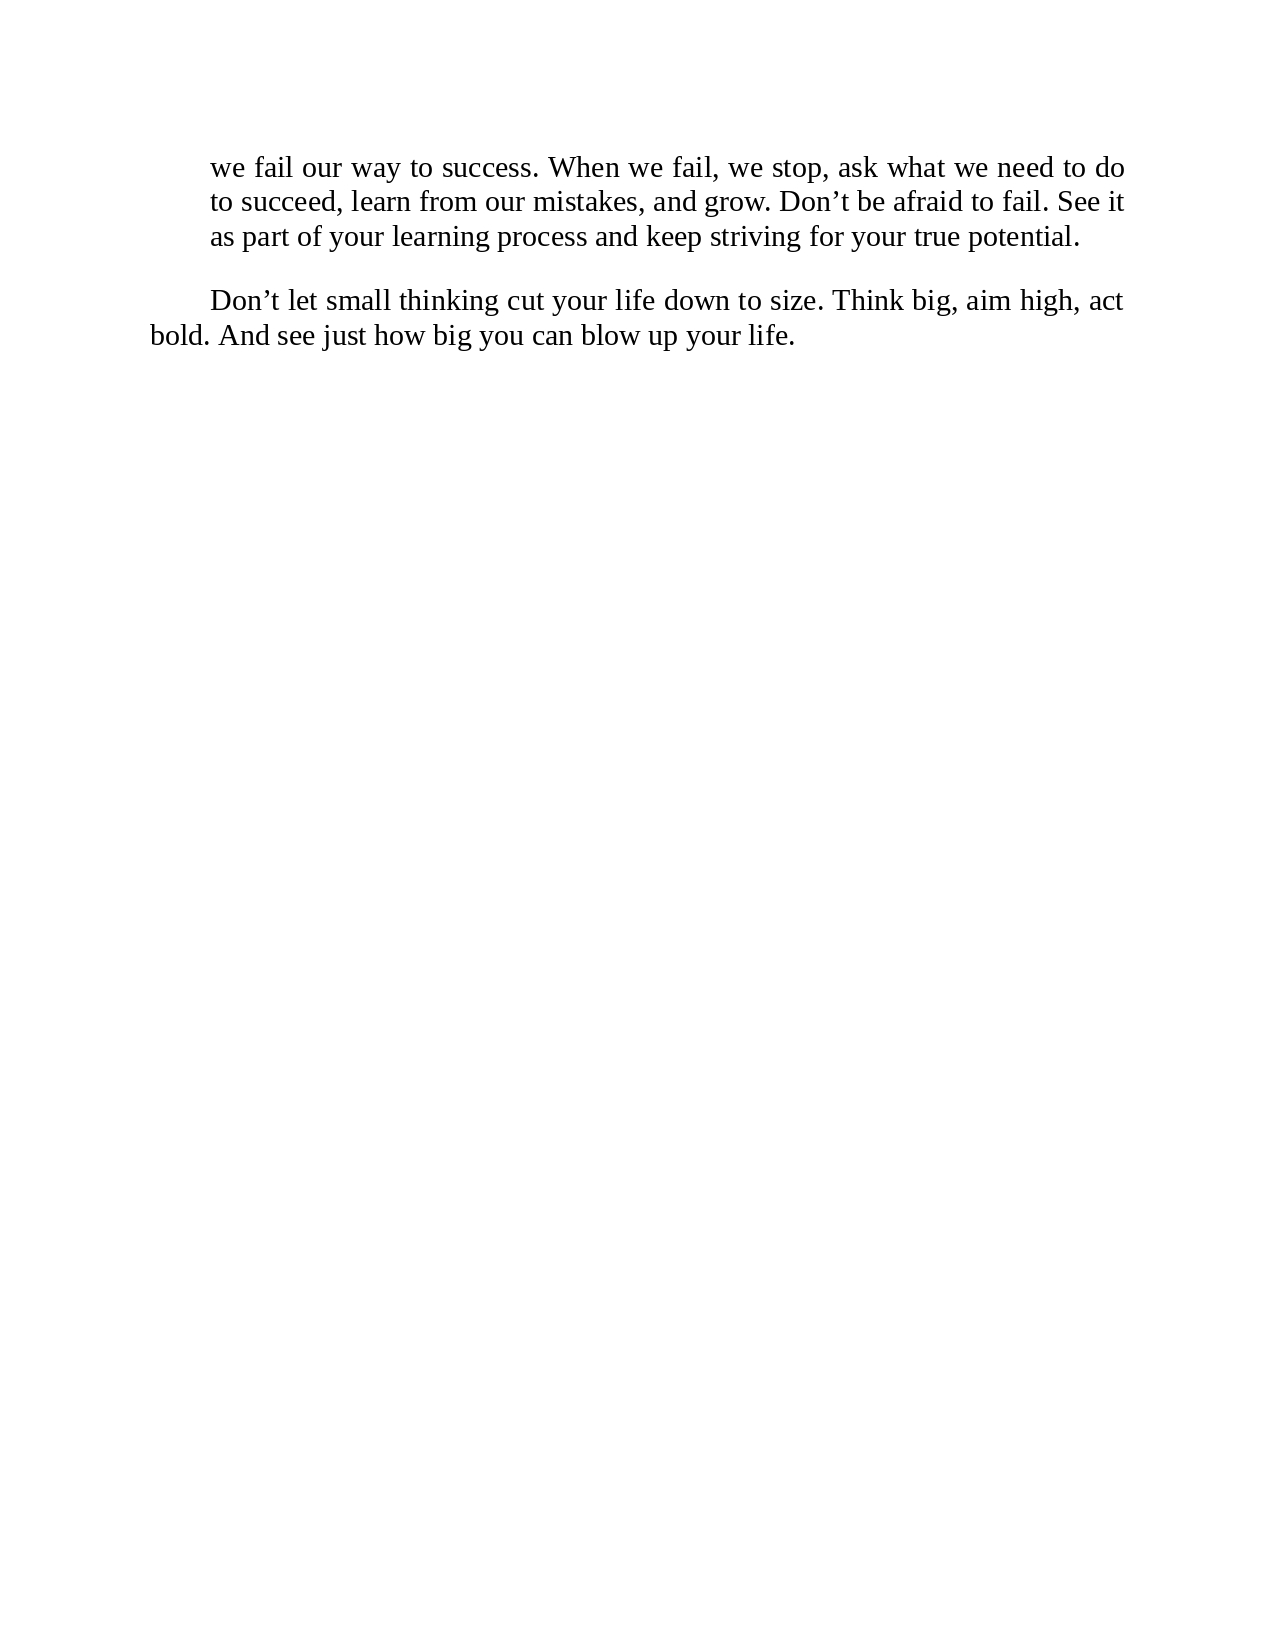 we fail our way to success. When we fail, we stop, ask what we need to do
to succeed, learn from our mistakes, and grow. Don’t be afraid to fail. See it
as part of your learning process and keep striving for your true potential.
Don’t let small thinking cut your life down to size. Think big, aim high, act
bold. And see just how big you can blow up your life.